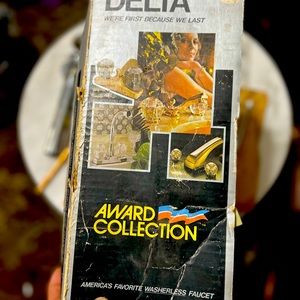 DELTA
WE'RE FIRST BECAUSE WE LAST
AWARD
COLLECTION
AMERICA'S FAVORITE WASHERLESS FAUCET